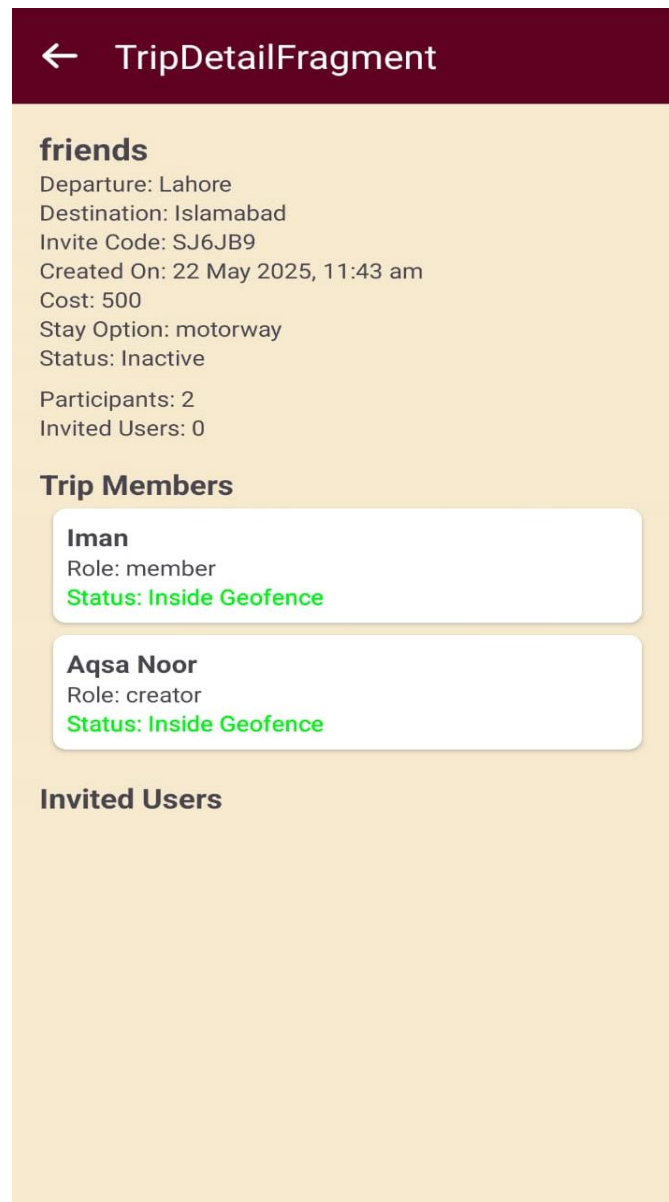 TripDetailFragment
friends
Departure: Lahore
Destination: Islamabad
Invite Code: SJ6JB9
Created On: 22 May 2025, 11:43 am
Cost: 500
Stay Option: motorway
Status: Inactive
Participants: 2
Invited Users: 0
Trip Members
Iman
Role: member
Status: Inside Geofence
Aqsa Noor
Role: creator
Status: Inside Geofence
Invited Users